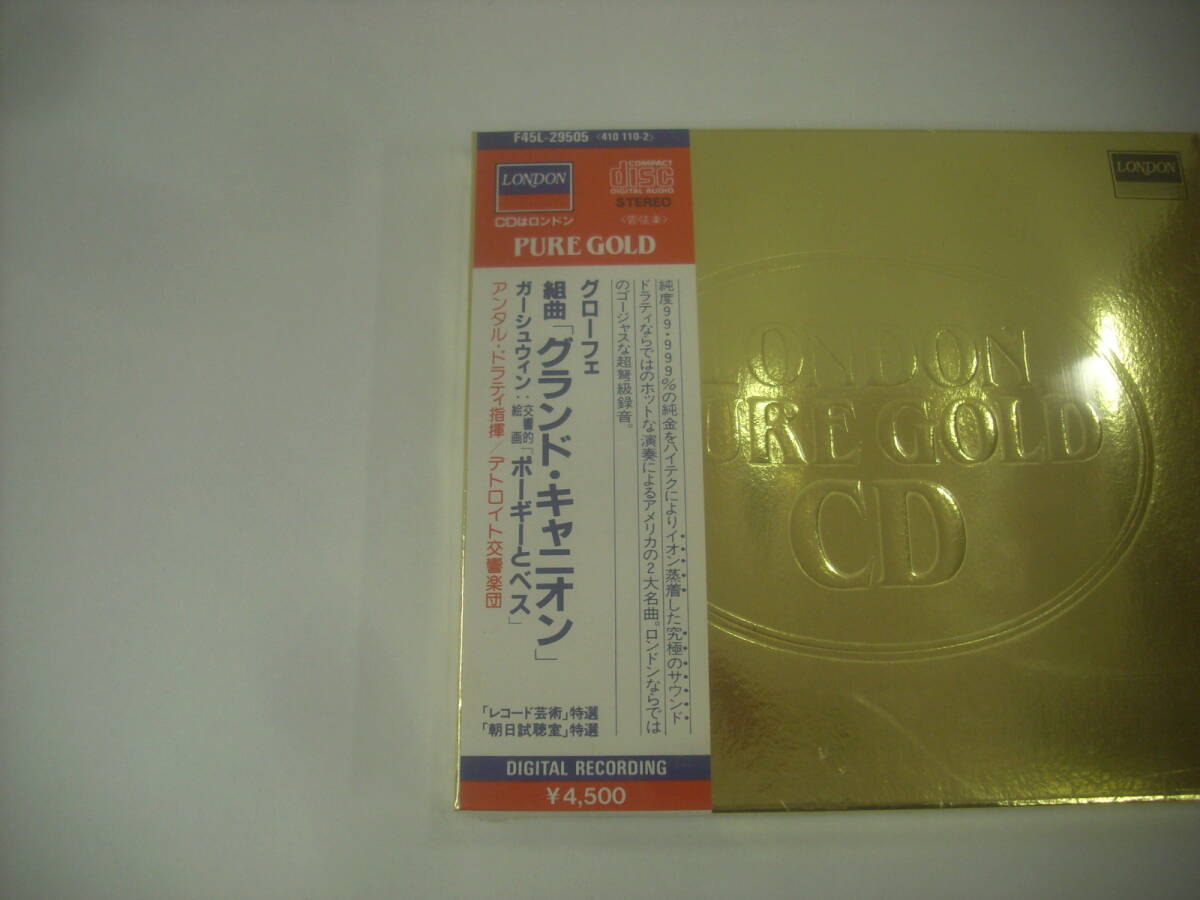 F45L-29505 〈410 110-2〉
LONDON
CDはロンドン
COMPACT
disc
DIGITAL AUDIO
STEREO
〈管弦楽〉
PURE GOLD
純度99.999%の純金をハイテクによりイオン蒸着した究極のサウンド
ドラティならではのホットな演奏によるアメリカの2大名曲。ロンドンならでは
のゴージャスな超弩級録音。
グローフェ
組曲「グランド・キャニオン」
ガーシュウィン:交響的絵画「ポーギーとベス」
アンタル・ドラティ指揮/デトロイト交響楽団
「レコード芸術」特選
「朝日試聴室」特選
DIGITAL RECORDING
¥4,500
LONDON
LONDON
URE GOLD
CD